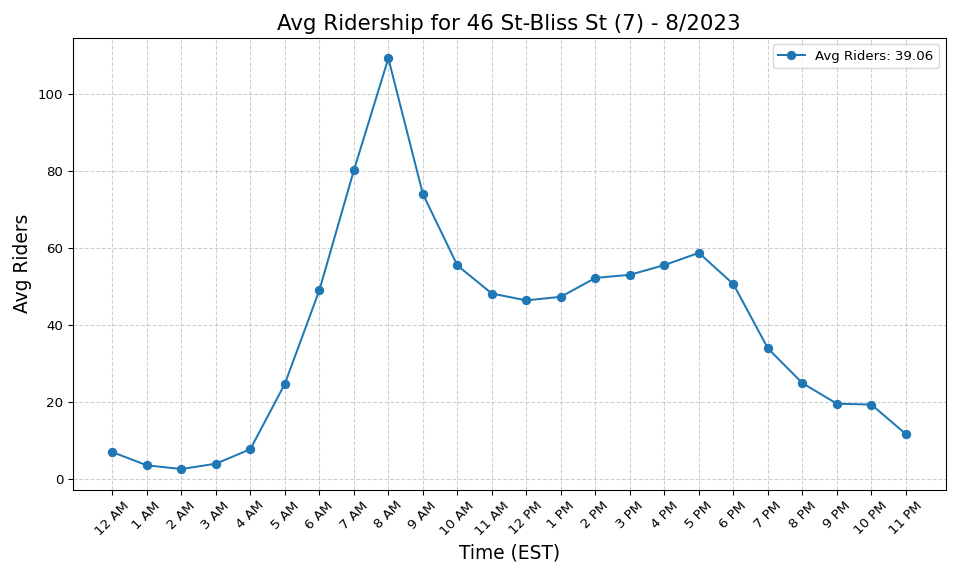 Avg Ridership for 46 St-Bliss St (7) - 8/2023
Avg Riders: 39.06
Avg Riders
100
80
60
40
20
0
12 AM
1 AM
2 AM
3 AM
4 AM
5 AM
6 AM
7 AM
8 AM
9 AM
10 AM
11 AM
12 PM
1 PM
2 PM
3 PM
4 PM
5 PM
6 PM
7 PM
8 PM
9 PM
10 PM
11 PM
Time (EST)